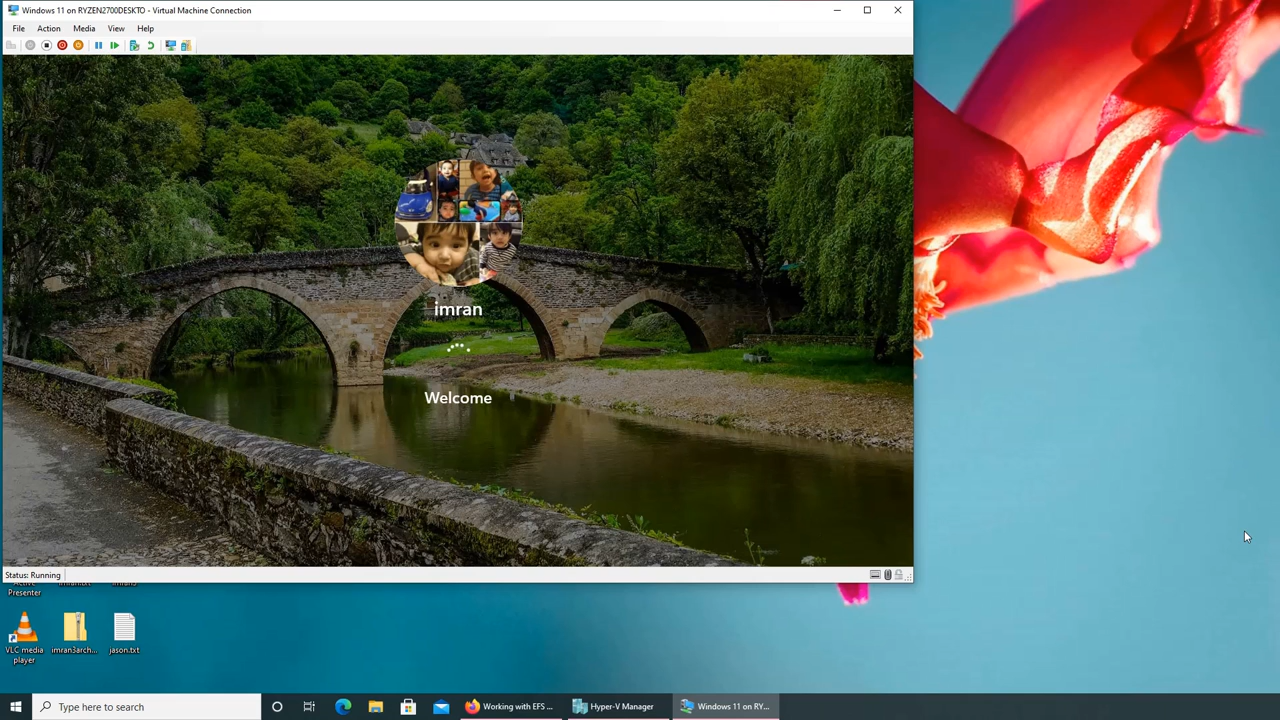 Windows 11 on RYZEN2700DESKTO - Virtual Machine Connection
File Action Media View Help
imran
Welcome
Status: Running
Presenter
VLC media
player
imran3arch...
jason.txt
Type here to search
Working with EFS ...
Hyper-V Manager
Windows 11 on RY...